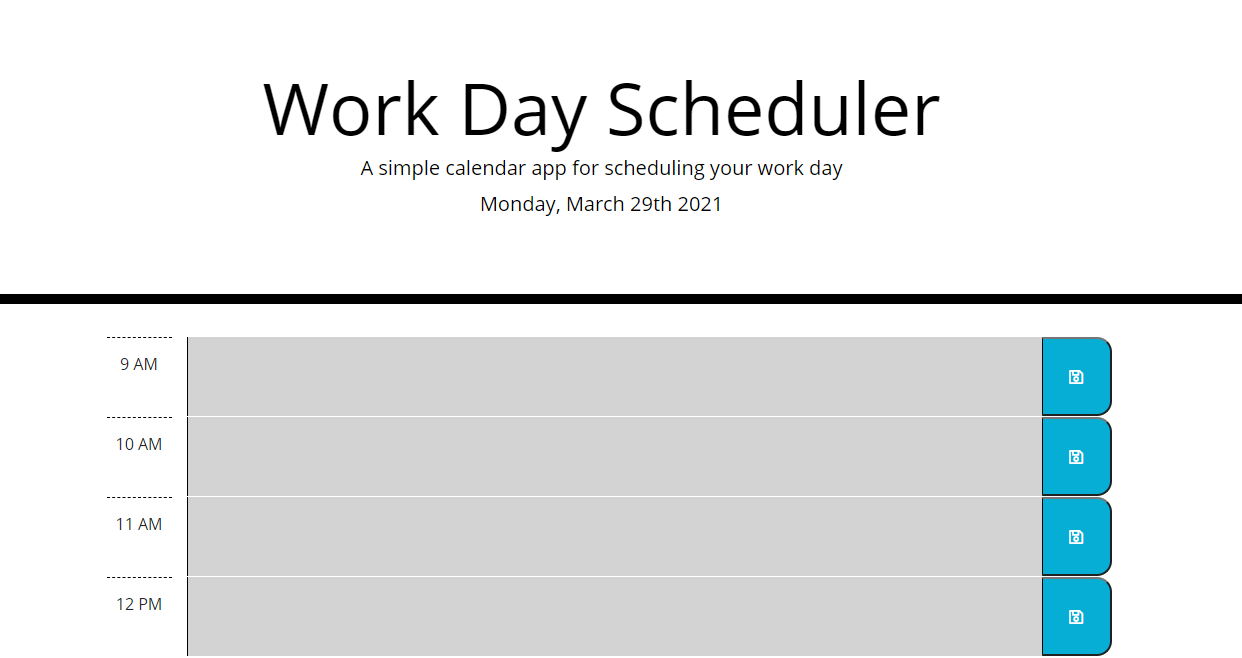 Work Day Scheduler
A simple calendar app for scheduling your work day
Monday, March 29th 2021
9 AM
10 AM
11 AM
12 PM